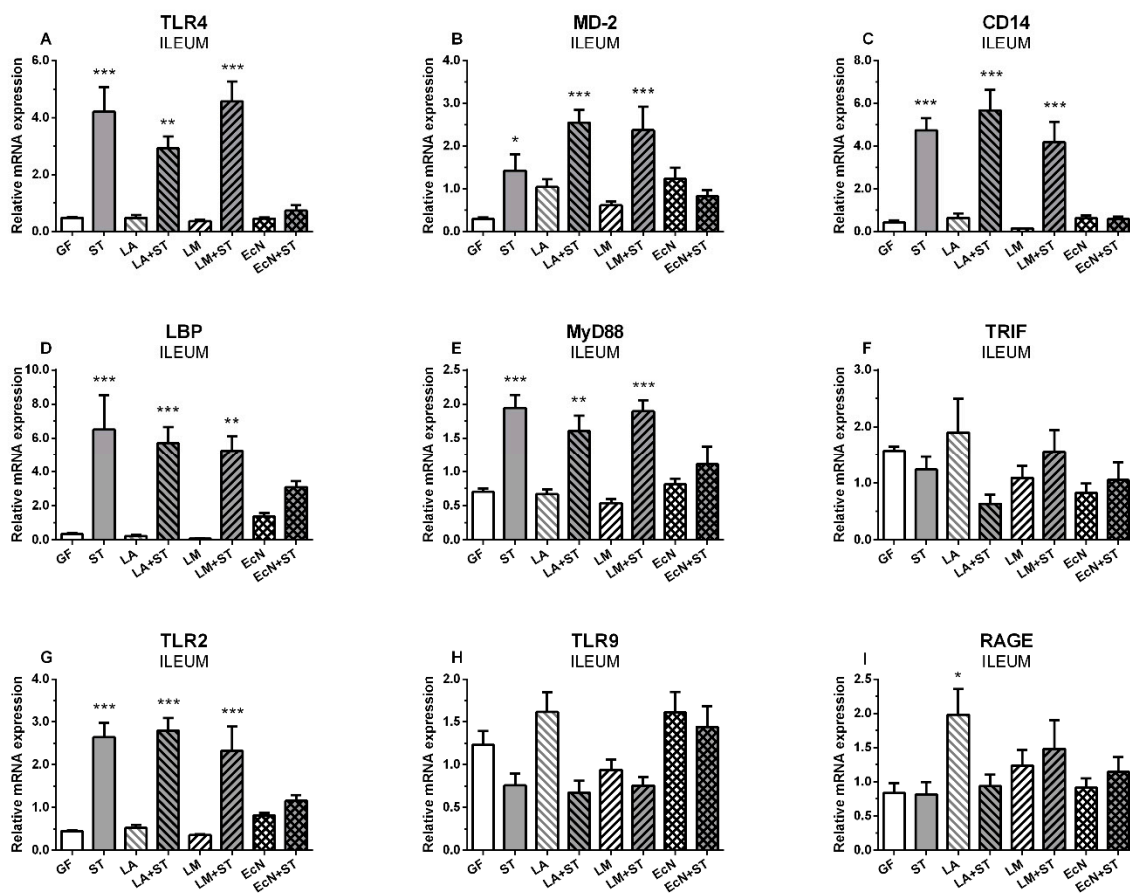 A
TLR4
ILEUM
Relative mRNA expression
6.0
4.0
2.0
0.0
***
**
***
GF ST LA LA+ST LM LM+ST EcN EcN+ST
B
MD-2
ILEUM
Relative mRNA expression
4.0
3.0
2.0
1.0
0.0
*
***
***
GF ST LA LA+ST LM LM+ST EcN EcN+ST
C
CD14
ILEUM
Relative mRNA expression
8.0
6.0
4.0
2.0
0.0
***
***
***
GF ST LA LA+ST LM LM+ST EcN EcN+ST
D
LBP
ILEUM
Relative mRNA expression
10.0
8.0
6.0
4.0
2.0
0.0
***
***
**
GF ST LA LA+ST LM LM+ST EcN EcN+ST
E
MyD88
ILEUM
Relative mRNA expression
2.5
2.0
1.5
1.0
0.5
0.0
***
**
***
GF ST LA LA+ST LM LM+ST EcN EcN+ST
F
TRIF
ILEUM
Relative mRNA expression
3.0
2.0
1.0
0.0
GF ST LA LA+ST LM LM+ST EcN EcN+ST
G
TLR2
ILEUM
Relative mRNA expression
4.0
3.0
2.0
1.0
0.0
***
***
***
GF ST LA LA+ST LM LM+ST EcN EcN+ST
H
TLR9
ILEUM
Relative mRNA expression
2.0
1.5
1.0
0.5
0.0
GF ST LA LA+ST LM LM+ST EcN EcN+ST
I
RAGE
ILEUM
Relative mRNA expression
2.5
2.0
1.5
1.0
0.5
0.0
*
GF ST LA LA+ST LM LM+ST EcN EcN+ST